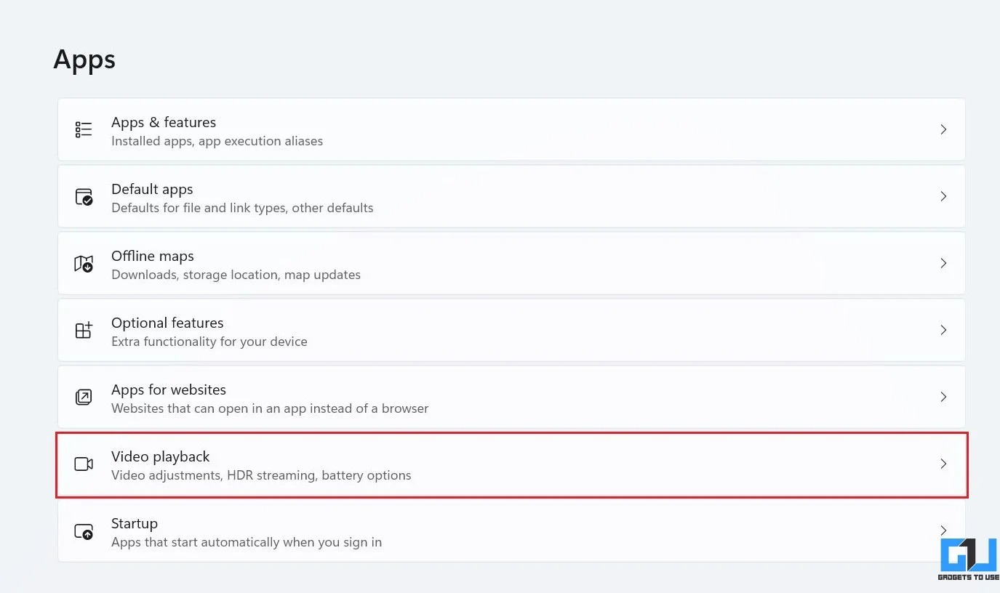 Apps
Apps & features
Installed apps, app execution aliases
Default apps
Defaults for file and link types, other defaults
Offline maps
Downloads, storage location, map updates
Optional features
Extra functionality for your device
Apps for websites
Websites that can open in an app instead of a browser
Video playback
Video adjustments, HDR streaming, battery options
Startup
Apps that start automatically when you sign in
GADGETS TO USE